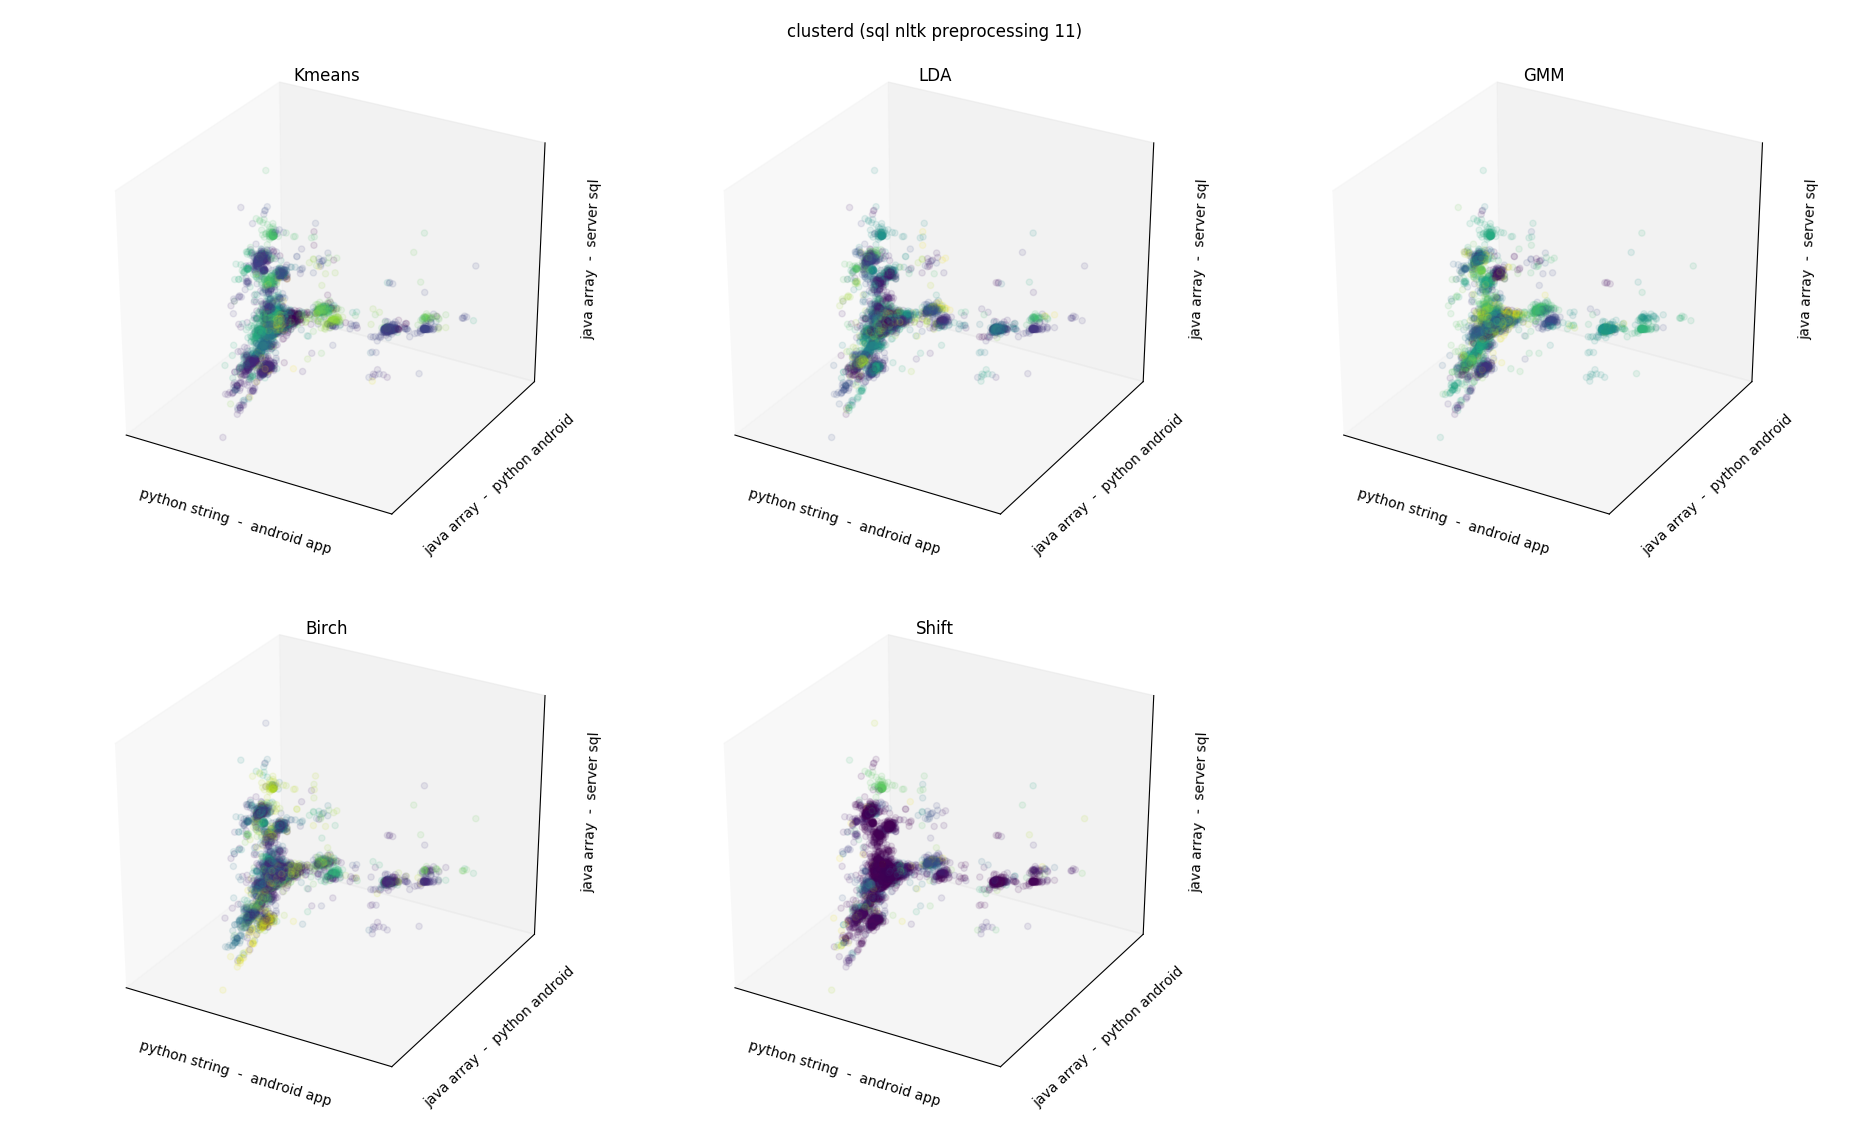 clusterd (sql nltk preprocessing 11)
Kmeans
LDA
GMM
java array  -  server sql
java array  -  server sql
java array  -  server sql
java array  -  python android
java array  -  python android
java array  -  python android
python string  -  android app
python string  -  android app
python string  -  android app
Birch
Shift
java array  -  server sql
java array  -  server sql
java array  -  python android
java array  -  python android
python string  -  android app
python string  -  android app